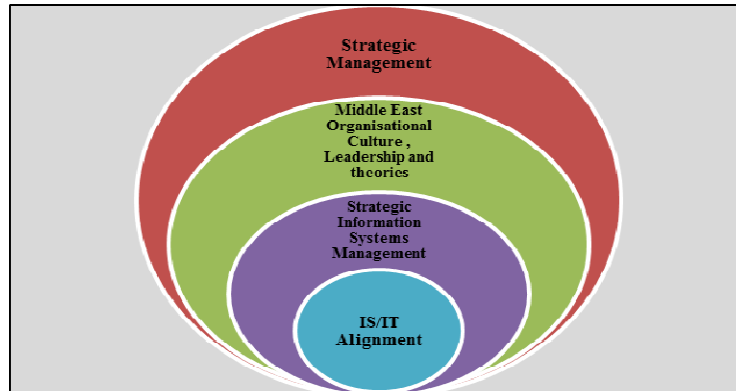 Strategic
Management
Middle East
Organisational
Culture ,
Leadership and
theories
Strategic
Information
Systems
Management
IS/IT
Alignment